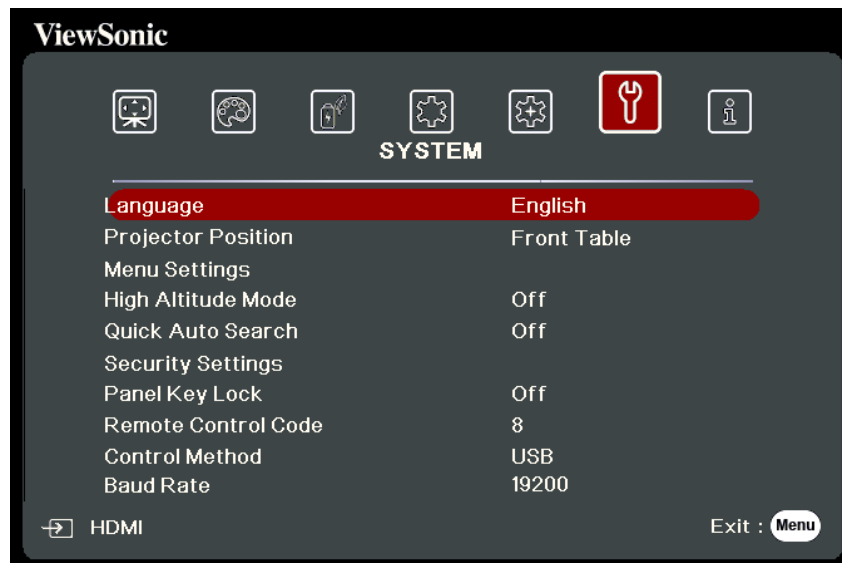 ViewSonic
SYSTEM
Language English
Projector Position Front Table
Menu Settings
High Altitude Mode Off
Quick Auto Search Off
Security Settings
Panel Key Lock Off
Remote Control Code 8
Control Method USB
Baud Rate 19200
HDMI Exit : Menu